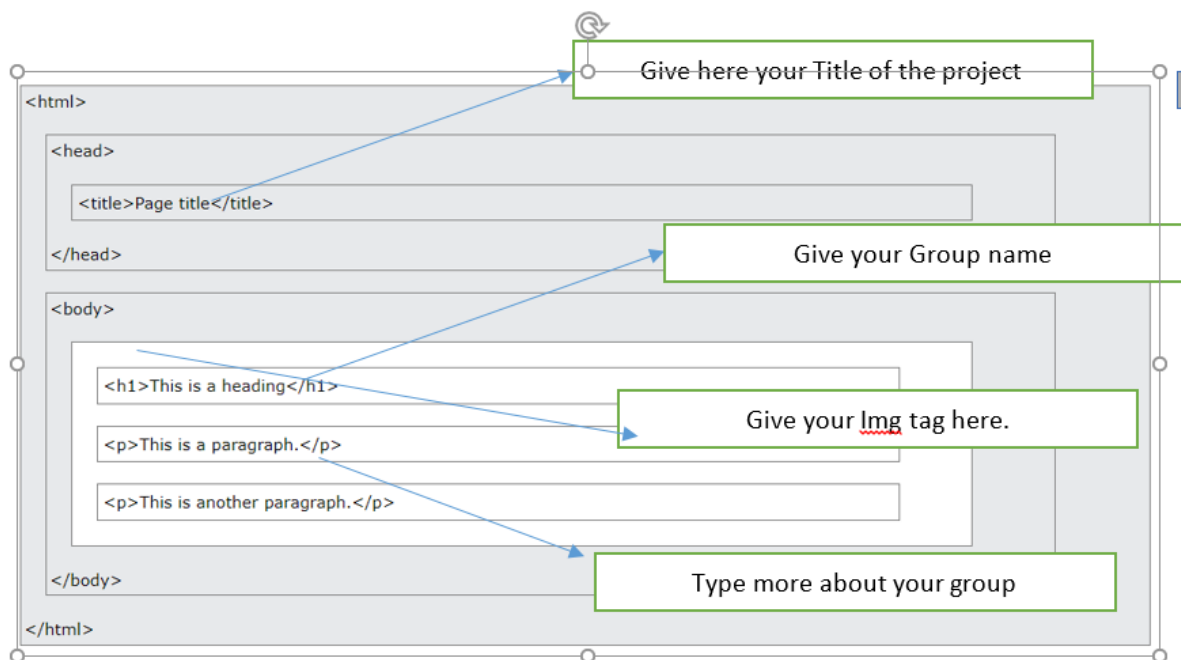 Give here your Title of the project
<html>
<head>
<title>Page title</title>
</head>
Give your Group name
<body>
<h1>This is a heading</h1>
Give your Img tag here.
<p>This is a paragraph.</p>
<p>This is another paragraph.</p>
</body>
Type more about your group
</html>